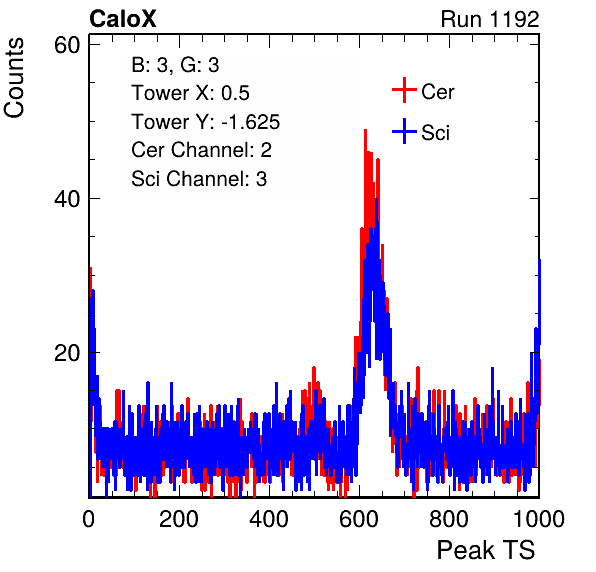 CaloX
Run 1192
Counts
60
40
20
B: 3, G: 3
Tower X: 0.5
Tower Y: -1.625
Cer Channel: 2
Sci Channel: 3
Cer
Sci
0 200 400 600 800 1000
Peak TS